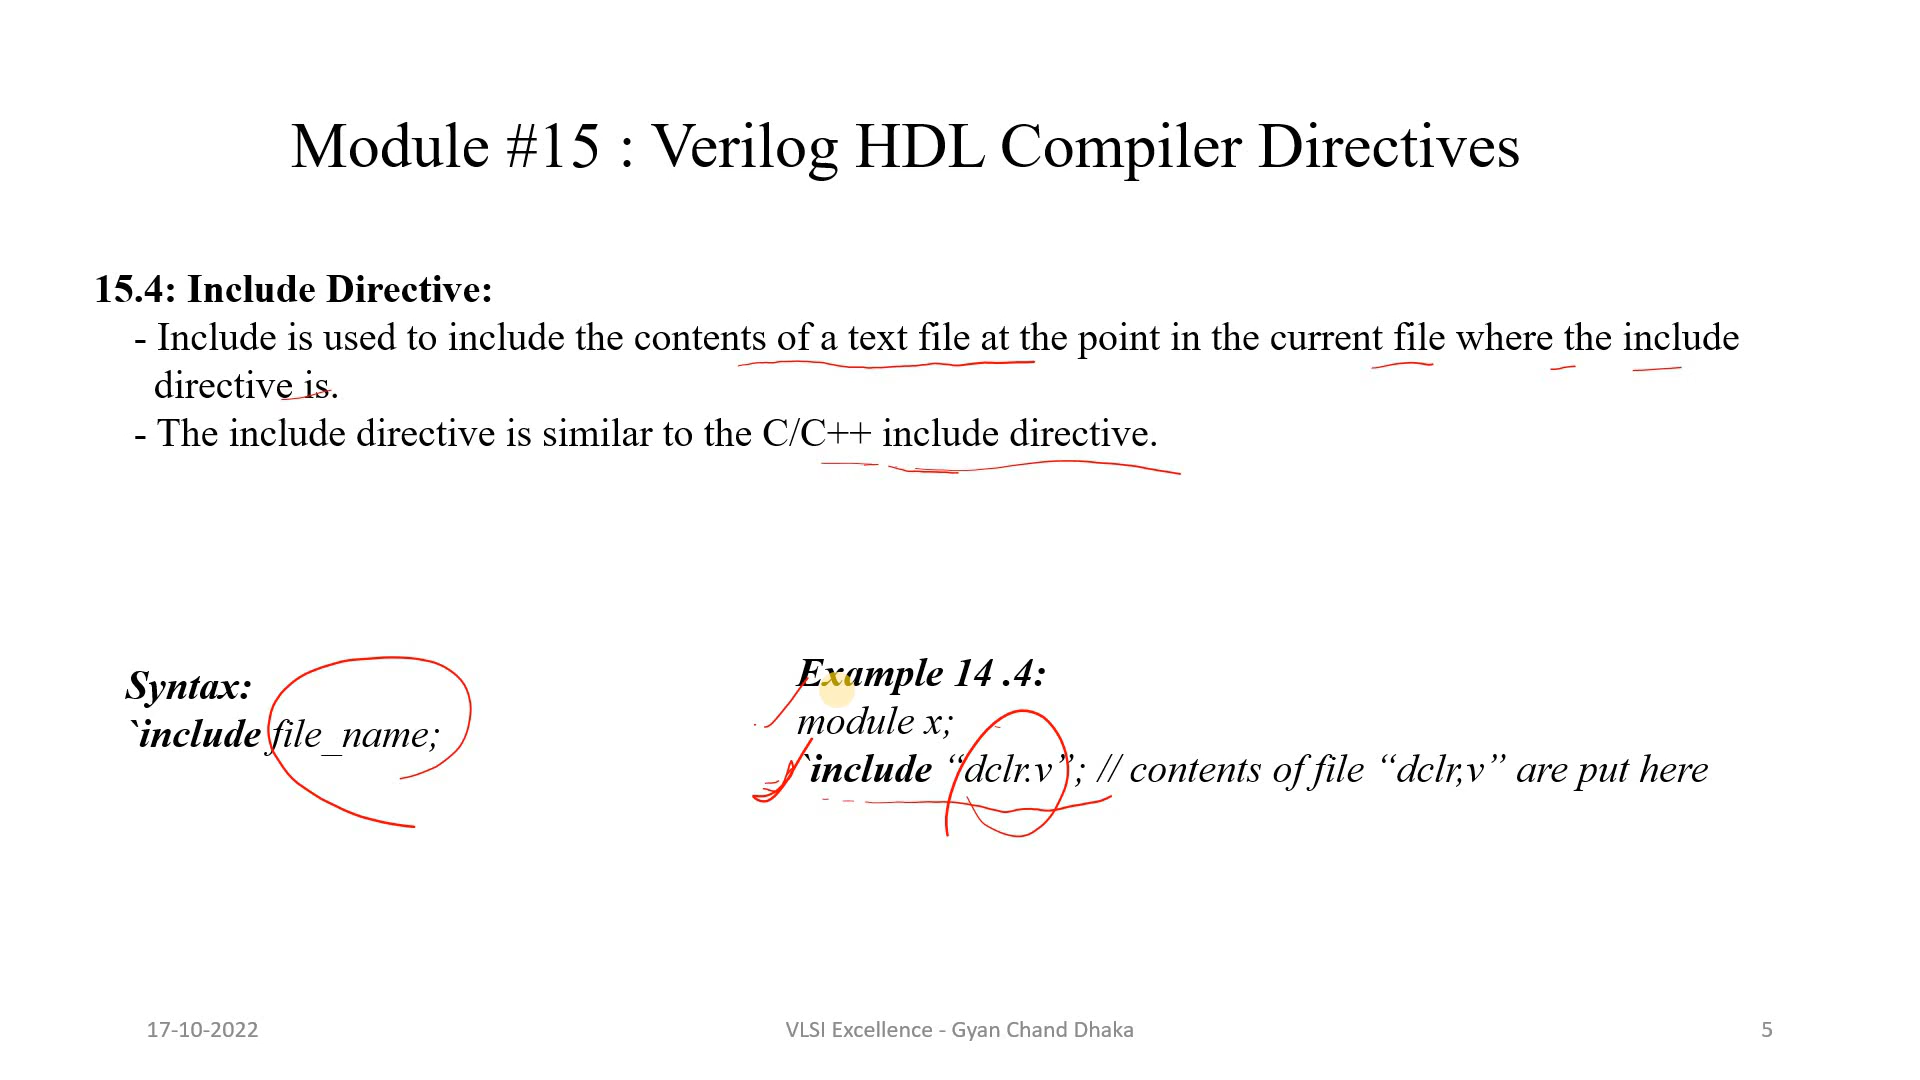 Module #15 : Verilog HDL Compiler Directives
15.4: Include Directive:
- Include is used to include the contents of a text file at the point in the current file where the include
directive is.
- The include directive is similar to the C/C++ include directive.
Syntax:
`include file_name;
Example 14 .4:
module x;
`include “dclr.v”; // contents of file “dclr,v” are put here
17-10-2022
VLSI Excellence - Gyan Chand Dhaka
5